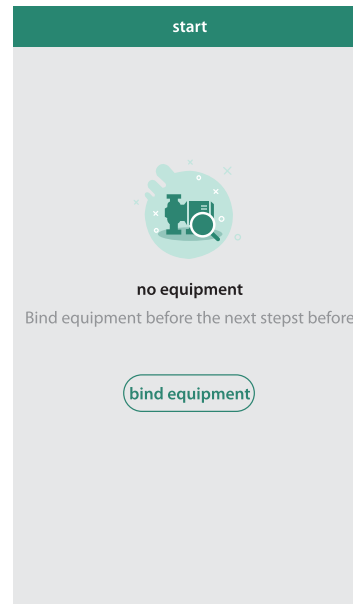 start
no equipment
Bind equipment before the next stepst before
bind equipment